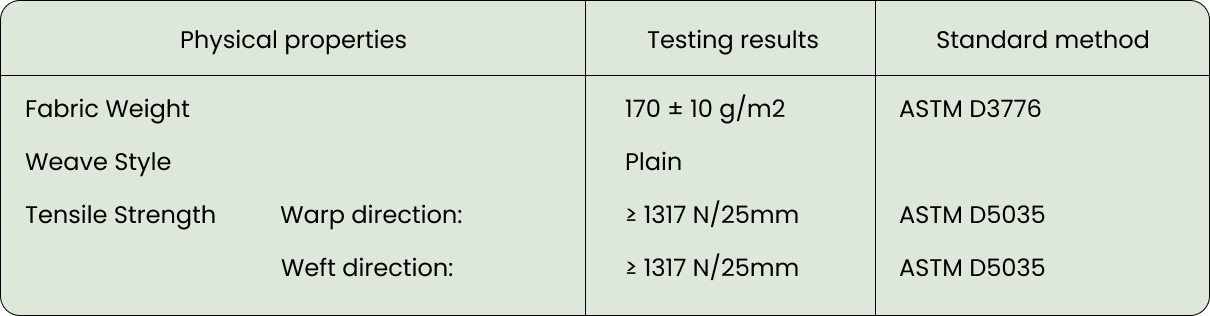 Physical properties Testing results Standard method
Fabric Weight 170 ± 10 g/m2 ASTM D3776
Weave Style Plain
Tensile Strength Warp direction: ≥ 1317 N/25mm ASTM D5035
Weft direction: ≥ 1317 N/25mm ASTM D5035